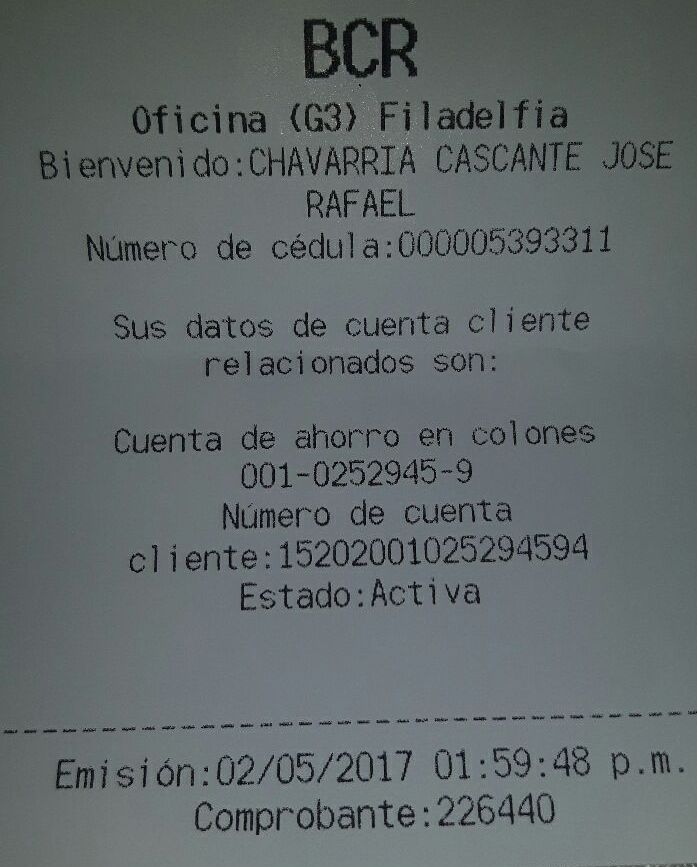 BCR
Oficina (G3) Filadelfia
Bienvenido:CHAVARRIA CASCANTE JOSE
RAFAEL
Número de cédula:000005393311
Sus datos de cuenta cliente
relacionados son:
Cuenta de ahorro en colones
001-0252945-9
Número de cuenta
cliente:15202001025294594
Estado:Activa
Emisión:02/05/2017 01:59:48 p.m.
Comprobante:226440